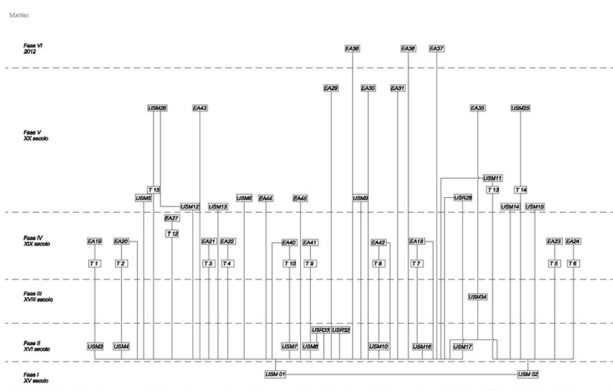 MATRIX
Fase VI
2012
EA36 EA37
EA29 EA30 EA31
Fase V
XX secolo
USM26 EA43 EA35 USM25
USM11
T 15 T 13 T 14
USM5 USM6 EA44 USM9 USR28
USM12 USM13 USM14 USM15
EA27
T 12
Fase IV
XIX secolo
EA19 EA20 EA21 EA22 EA40 EA41 EA42 EA18 EA23 EA24
T 1 T 2 T 3 T 4 T 10 T 9 T 8 T 7 T 5 T 6
Fase III
XVIII secolo
USM34
USR33 USR32
Fase II
XVI secolo
USM3 USM4 USM7 USM8 USM10 USM16 USM17
Fase I
XV secolo
USM 01 USM 02